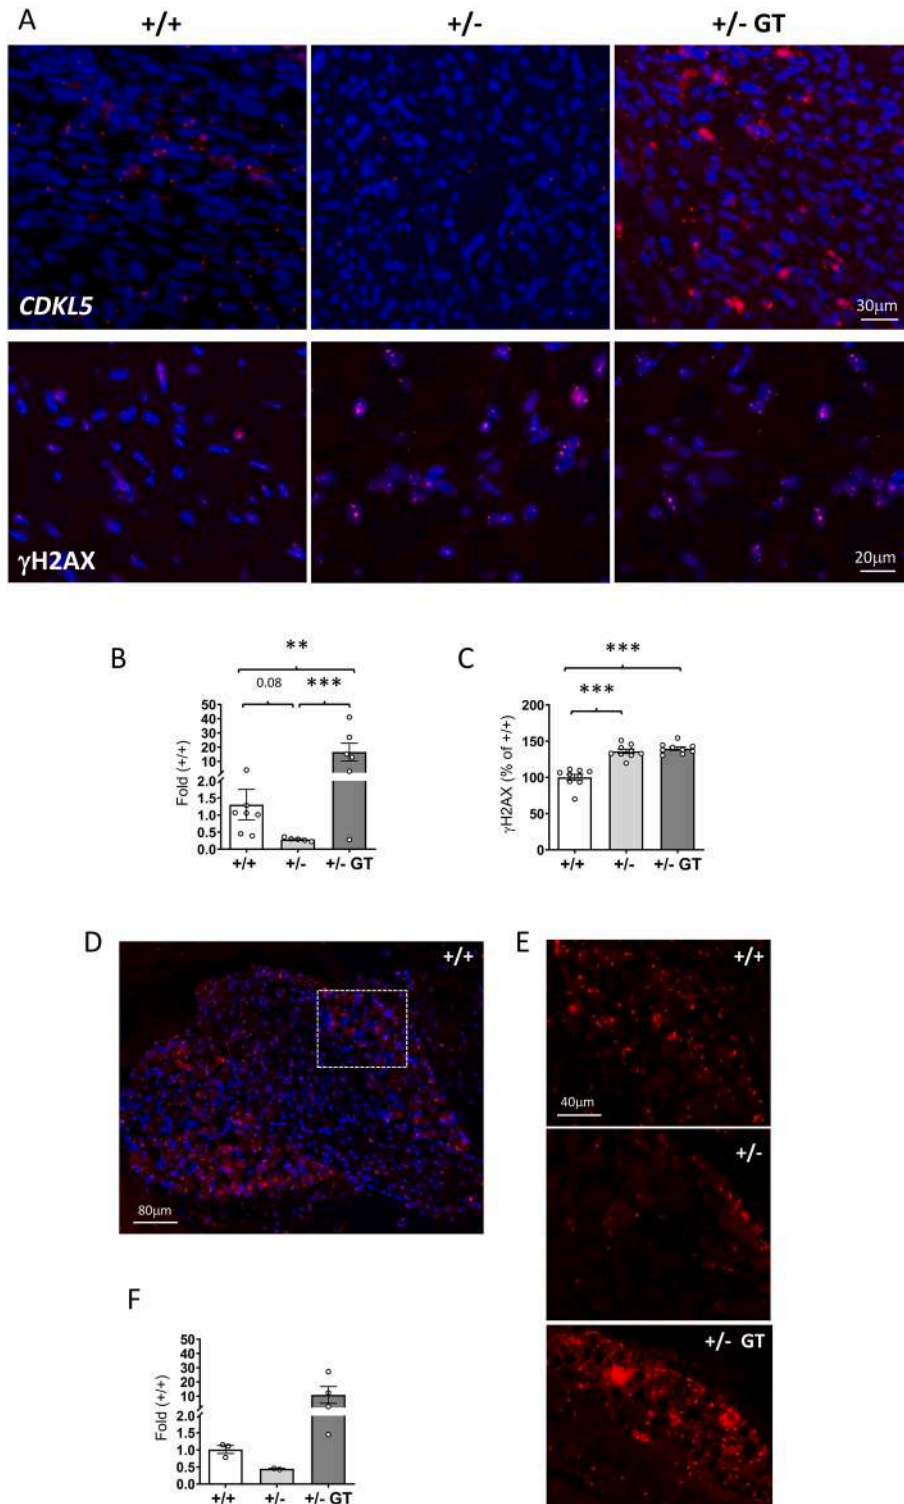 A
+/+ +/- +/- GT
CDKL5
30μm
γH2AX
20μm
B
**
0.08 ***
Fold (+/+)
50
40
30
20
10
2.0
1.5
1.0
0.5
0.0
+/+ +/- +/- GT
C
***
***
γH2AX (% of +/+)
200
150
100
50
0
+/+ +/- +/- GT
D
+/+
80μm
E
+/+
40μm
+/-
+/- GT
F
Fold (+/+)
50
40
30
20
10
2.0
1.5
1.0
0.5
0.0
+/+ +/- +/- GT